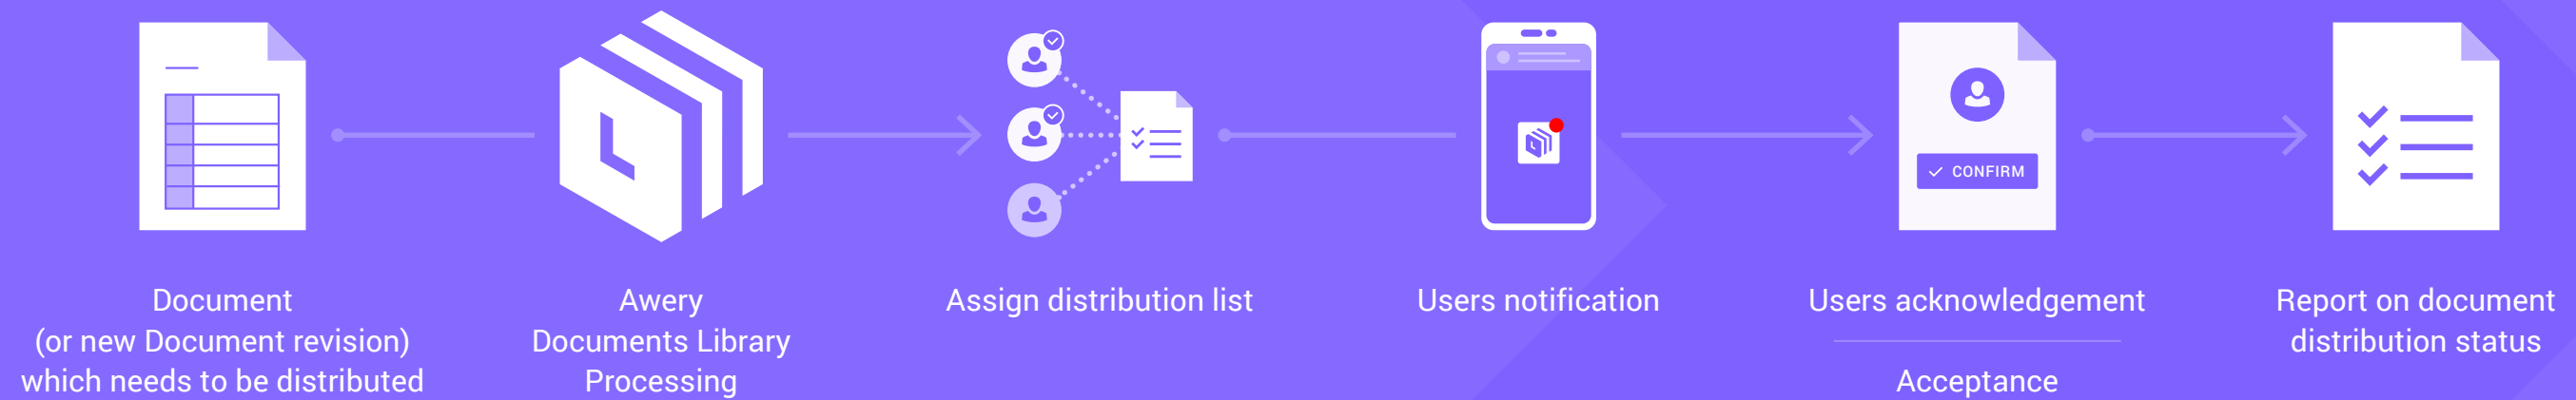 CONFIRM
Document
(or new Document revision)
which needs to be distributed
Awery
Documents Library
Processing
Assign distribution list
Users notification
Users acknowledgement
Acceptance
Report on document
distribution status